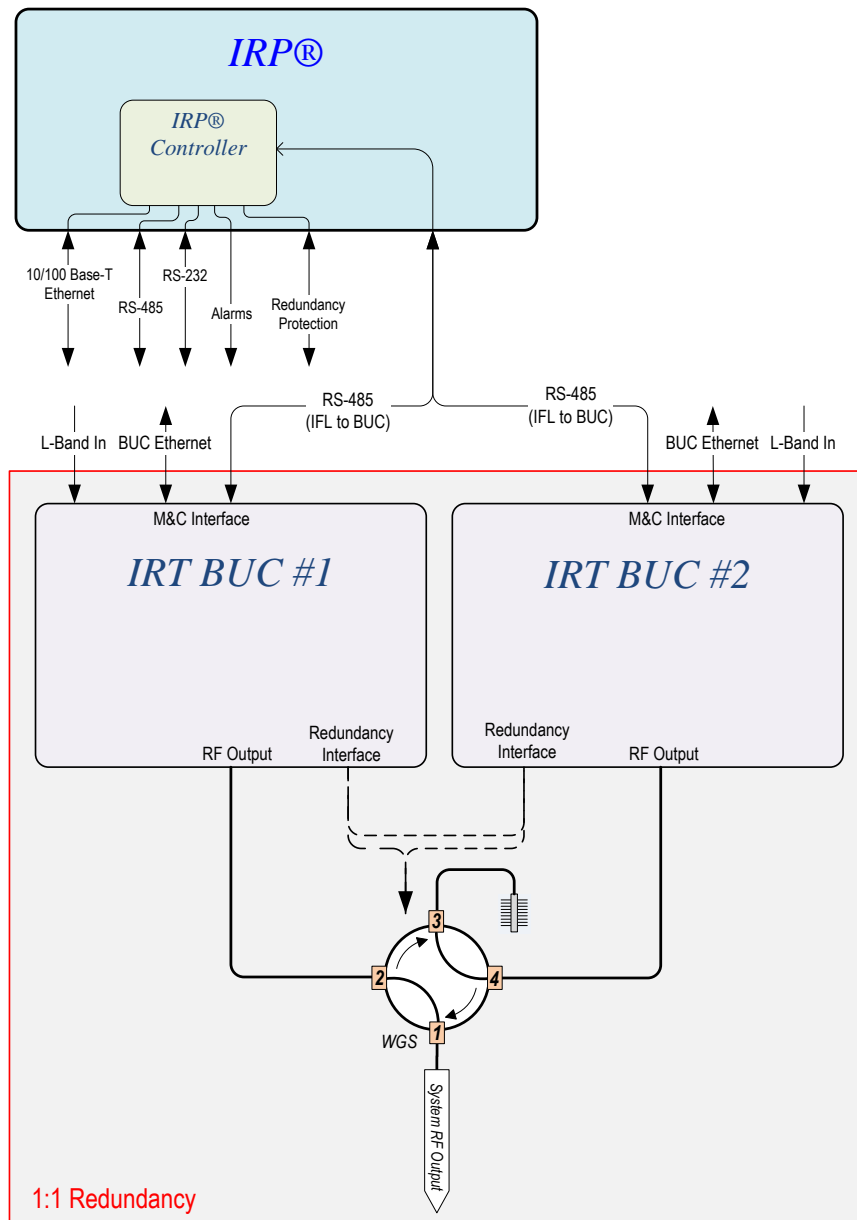 IRP®
IRP®
Controller
10/100 Base-T
Ethernet
RS-485
RS-232
Alarms
Redundancy
Protection
L-Band In
BUC Ethernet
RS-485
(IFL to BUC)
RS-485
(IFL to BUC)
BUC Ethernet
L-Band In
M&C Interface
IRT BUC #1
RF Output
Redundancy
Interface
M&C Interface
IRT BUC #2
Redundancy
Interface
RF Output
3
2
4
1
WGS
System RF Output
1:1 Redundancy